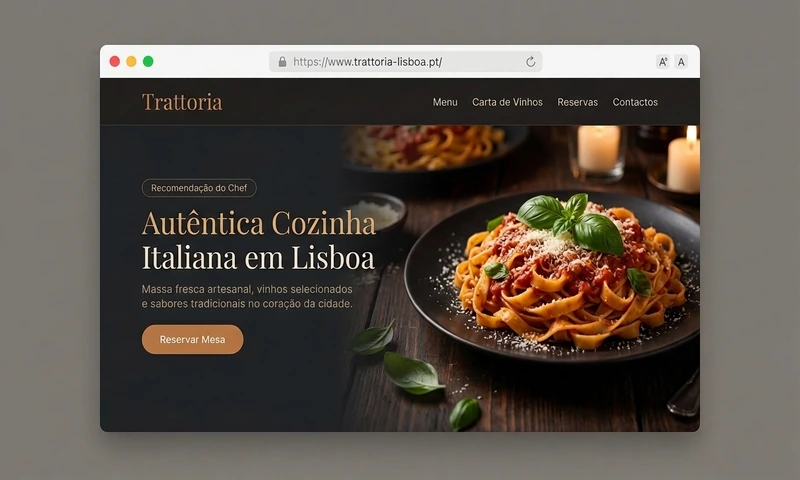 https://www.trattoria-lisboa.pt/
A A
Trattoria
Menu Carta de Vinhos Reservas Contactos
Recomendação do Chef
Autêntica Cozinha
Italiana em Lisboa
Massa fresca artesanal, vinhos selecionados
e sabores tradicionais no coração da cidade.
Reservar Mesa